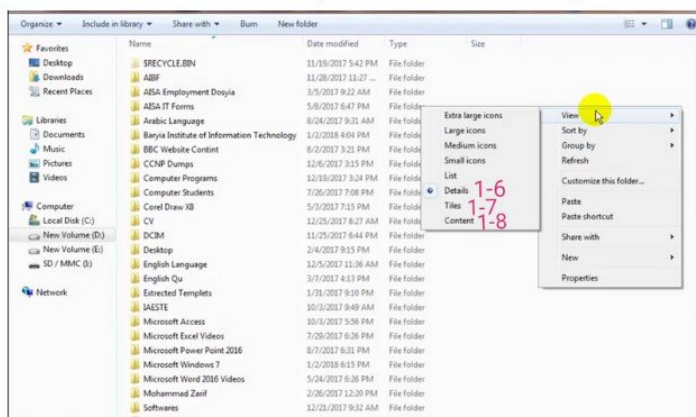 Organize Include in library Share with Burn New folder
Name Date modified Type Size
Favorites
Desktop
Downloads
Recent Places
Libraries
Documents
Music
Pictures
Videos
Computer
Local Disk (C:)
New Volume (D:)
New Volume (E:)
SD / MMC (I:)
Network
$RECYCLE.BIN 11/19/2017 5:42 PM File folder
AIBF 11/28/2017 11:27 ... File folder
AISA Employment Dosyia 3/5/2017 9:22 AM File folder
AISA IT Forms 5/8/2017 6:47 PM File folder
Arabic Language 8/24/2017 9:31 AM File folder
Baryia Institute of Information Technology 1/2/2018 4:04 PM File folder
BBC Website Contint 8/2/2017 3:21 PM File folder
CCNP Dumps 12/6/2017 3:15 PM File folder
Computer Programs 12/19/2017 3:24 PM File folder
Computer Students 7/26/2017 7:08 PM File folder
Corel Draw X8 5/3/2017 7:15 PM File folder
CV 12/25/2017 8:27 AM File folder
DCIM 11/25/2017 6:44 PM File folder
Desktop 2/4/2017 9:15 PM File folder
English Language 12/5/2017 11:36 AM File folder
English Qu 3/7/2017 4:13 PM File folder
Extrected Templets 1/31/2017 9:10 PM File folder
IAESTE 10/3/2017 9:49 AM File folder
Microsoft Access 10/3/2017 5:56 PM File folder
Microsoft Excel Videos 7/29/2017 6:26 PM File folder
Microsoft Power Point 2016 8/7/2017 6:31 PM File folder
Microsoft Windows 7 1/2/2018 6:15 PM File folder
Microsoft Word 2016 Videos 5/24/2017 6:26 PM File folder
Mohammad Zarif 2/26/2017 12:20 PM File folder
Softwares 12/21/2017 9:32 AM File folder
Extra large icons
Large icons
Medium icons
Small icons
List
Details 1-6
Tiles 1-7
Content 1-8
View
Sort by
Group by
Refresh
Customize this folder...
Paste
Paste shortcut
Share with
New
Properties